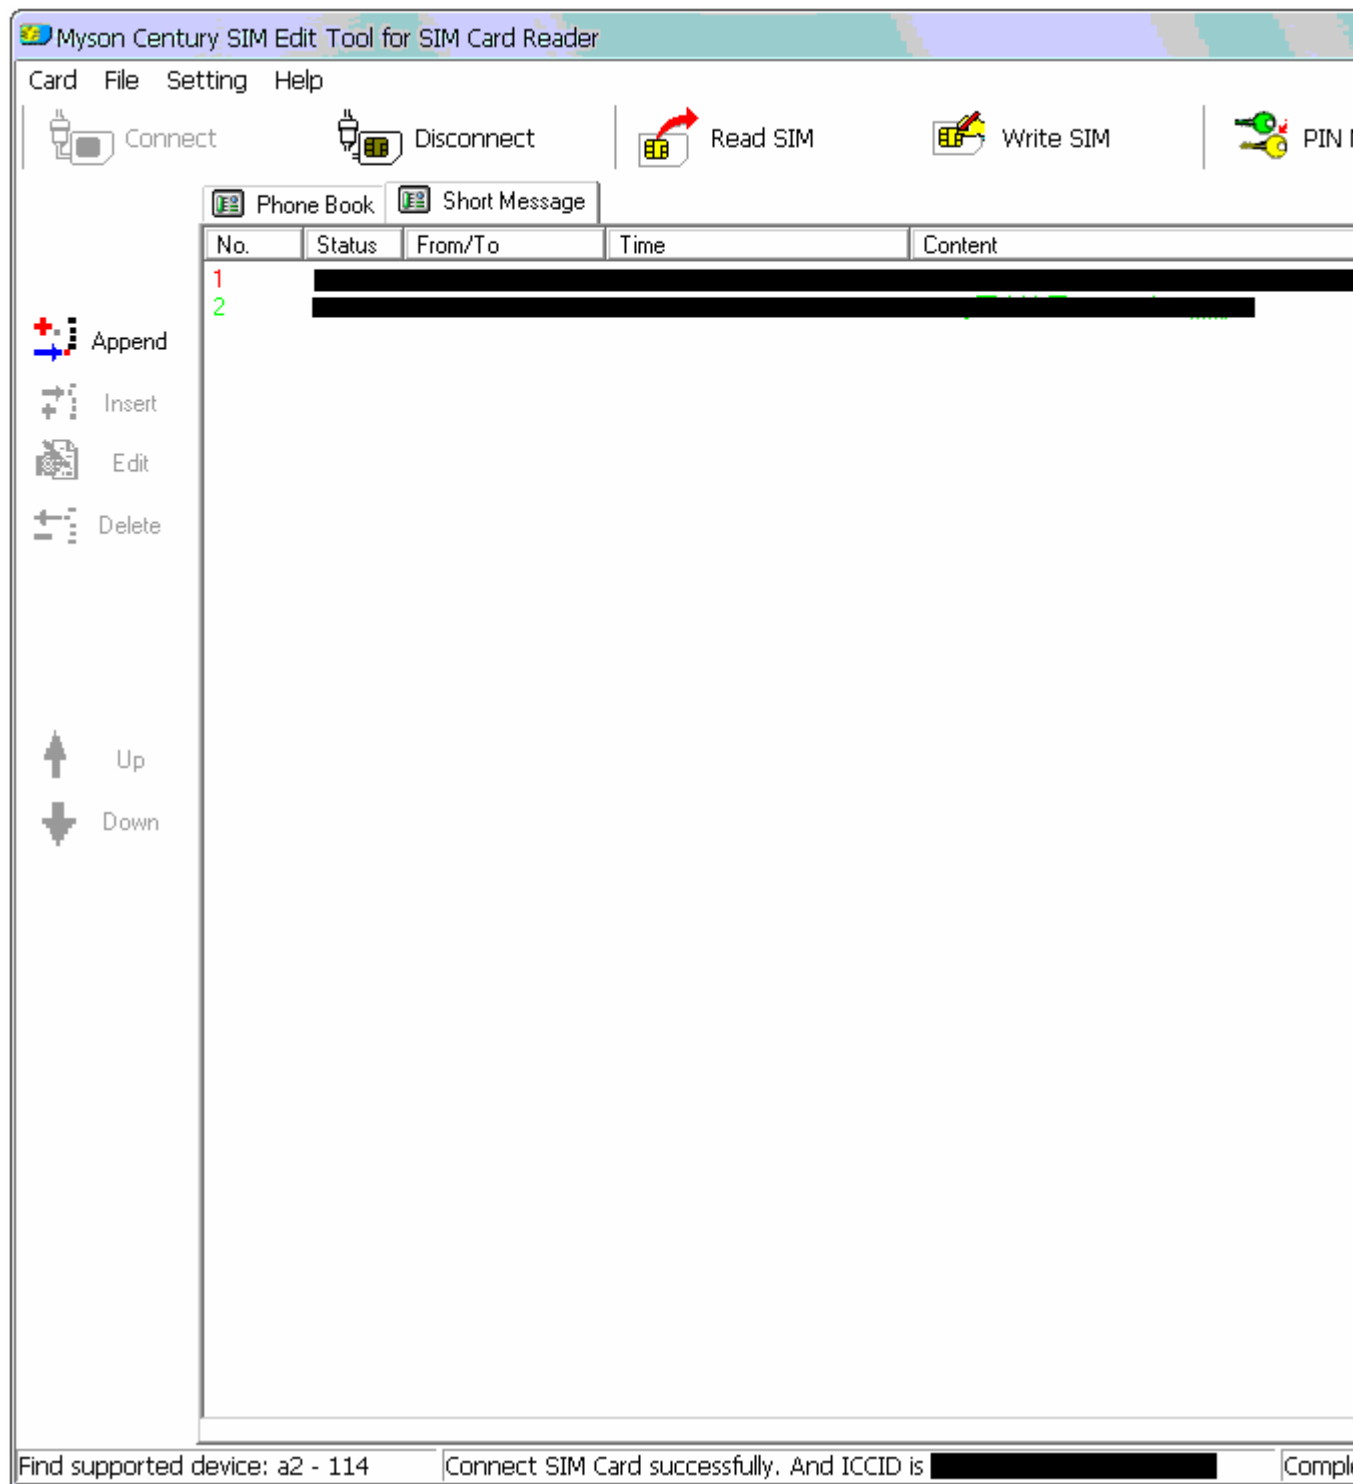 Myson Century SIM Edit Tool for SIM Card Reader
Card File Setting Help
Connect Disconnect Read SIM Write SIM PIN
Phone Book Short Message
No. Status From/To Time Content
1
2
Append
Insert
Edit
Delete
Up
Down
Find supported device: a2 - 114 Connect SIM Card successfully. And ICCID is Comple